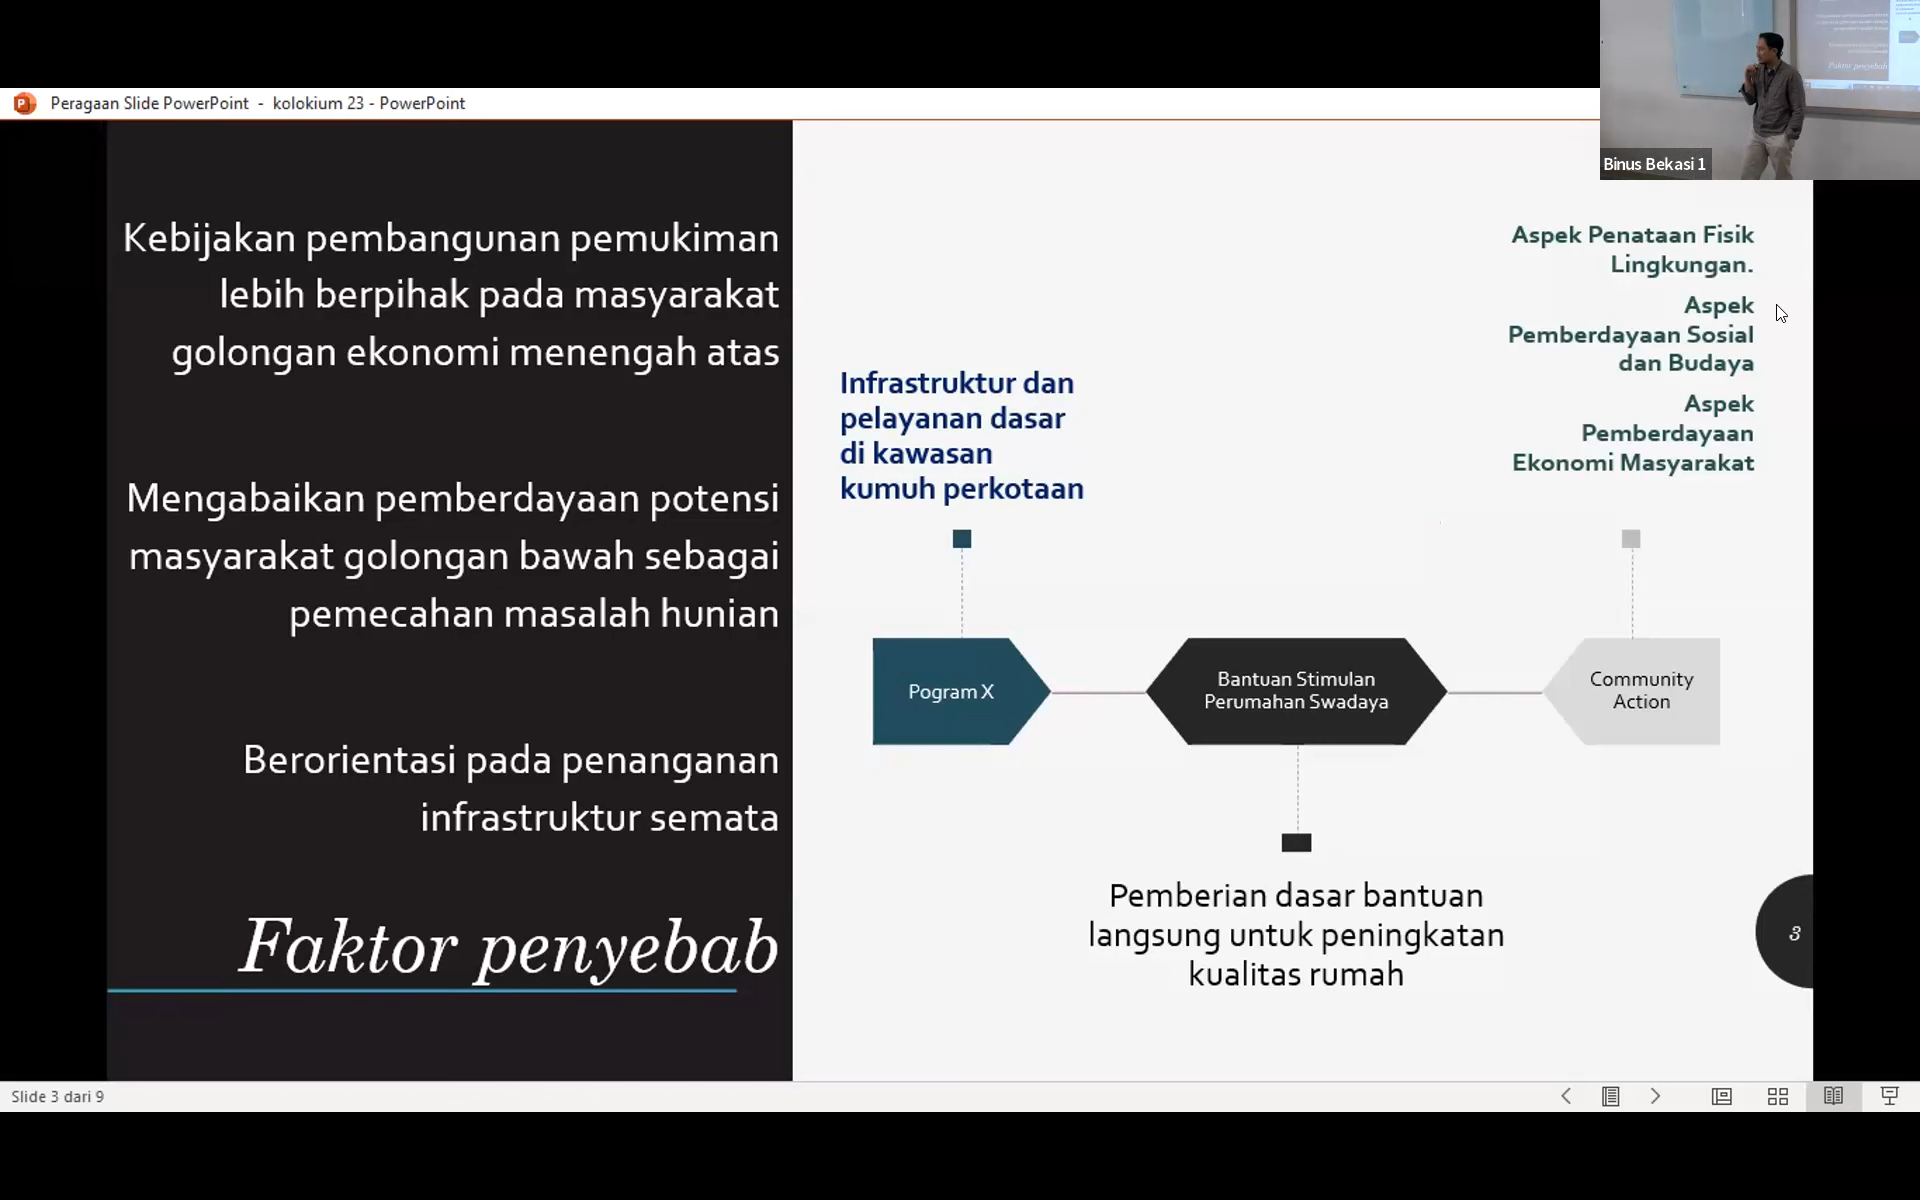 Peragaan Slide PowerPoint - kolokium 23 - PowerPoint
Binus Bekasi 1
Kebijakan pembangunan pemukiman
lebih berpihak pada masyarakat
golongan ekonomi menengah atas
Mengabaikan pemberdayaan potensi
masyarakat golongan bawah sebagai
pemecahan masalah hunian
Berorientasi pada penanganan
infrastruktur semata
Faktor penyebab
Infrastruktur dan
pelayanan dasar
di kawasan
kumuh perkotaan
Aspek Penataan Fisik
Lingkungan.
Aspek
Pemberdayaan Sosial
dan Budaya
Aspek
Pemberdayaan
Ekonomi Masyarakat
Pogram X
Bantuan Stimulan
Perumahan Swadaya
Community
Action
Pemberian dasar bantuan
langsung untuk peningkatan
kualitas rumah
3
Slide 3 dari 9